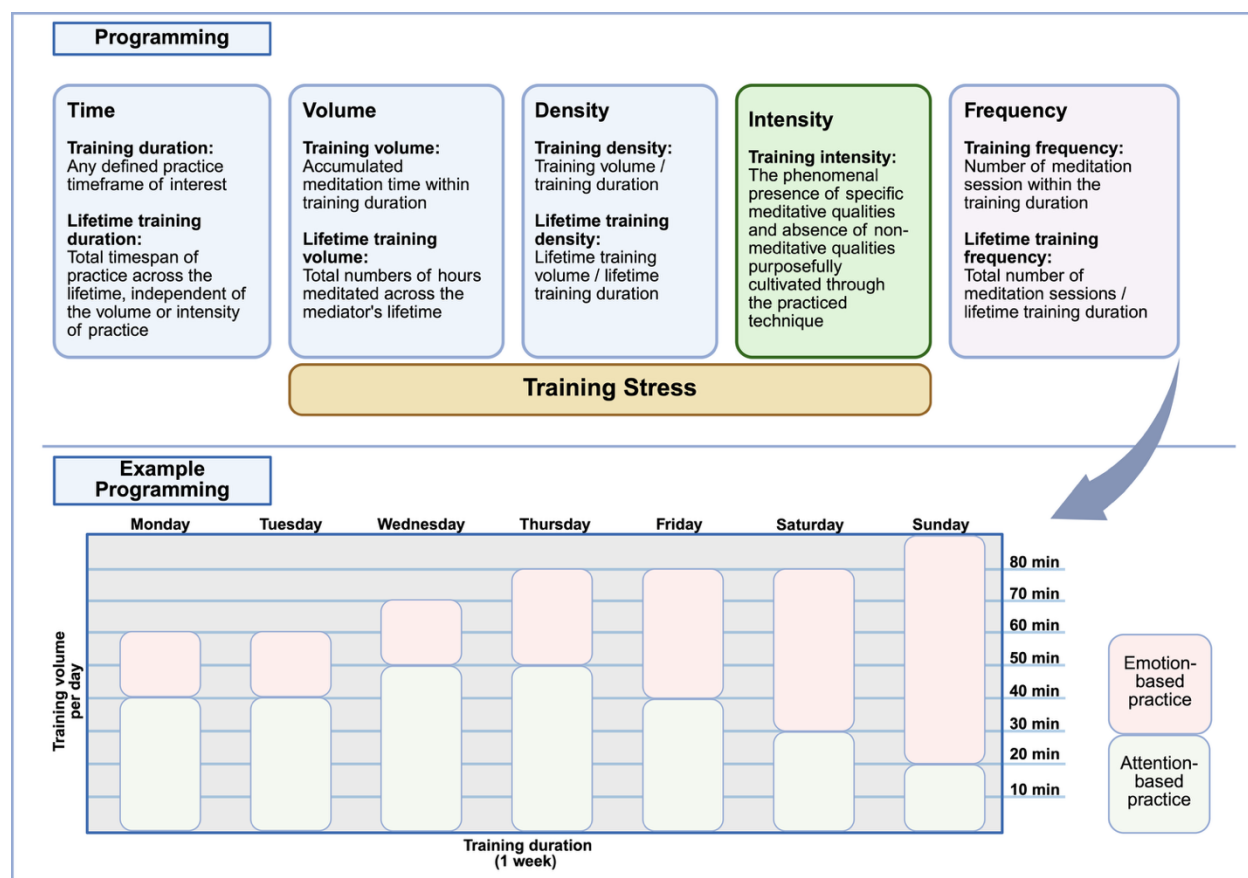 Programming
Time
Training duration:
Any defined practice
timeframe of interest
Lifetime training
duration:
Total timespan of
practice across the
lifetime, independent of
the volume or intensity
of practice
Volume
Training volume:
Accumulated
meditation time within
training duration
Lifetime training
volume:
Total numbers of hours
meditated across the
mediator's lifetime
Density
Training density:
Training volume /
training duration
Lifetime training
density:
Lifetime training
volume / lifetime
training duration
Intensity
Training intensity:
The phenomenal
presence of specific
meditative qualities
and absence of non-
meditative qualities
purposefully
cultivated through
the practiced
technique
Frequency
Training frequency:
Number of meditation
session within the
training duration
Lifetime training
frequency:
Total number of
meditation sessions /
lifetime training duration
Training Stress
Example
Programming
Monday
Tuesday
Wednesday
Thursday
Friday
Saturday
Sunday
Training volume
per day
80 min
70 min
60 min
50 min
40 min
30 min
20 min
10 min
Training duration
(1 week)
Emotion-
based
practice
Attention-
based
practice